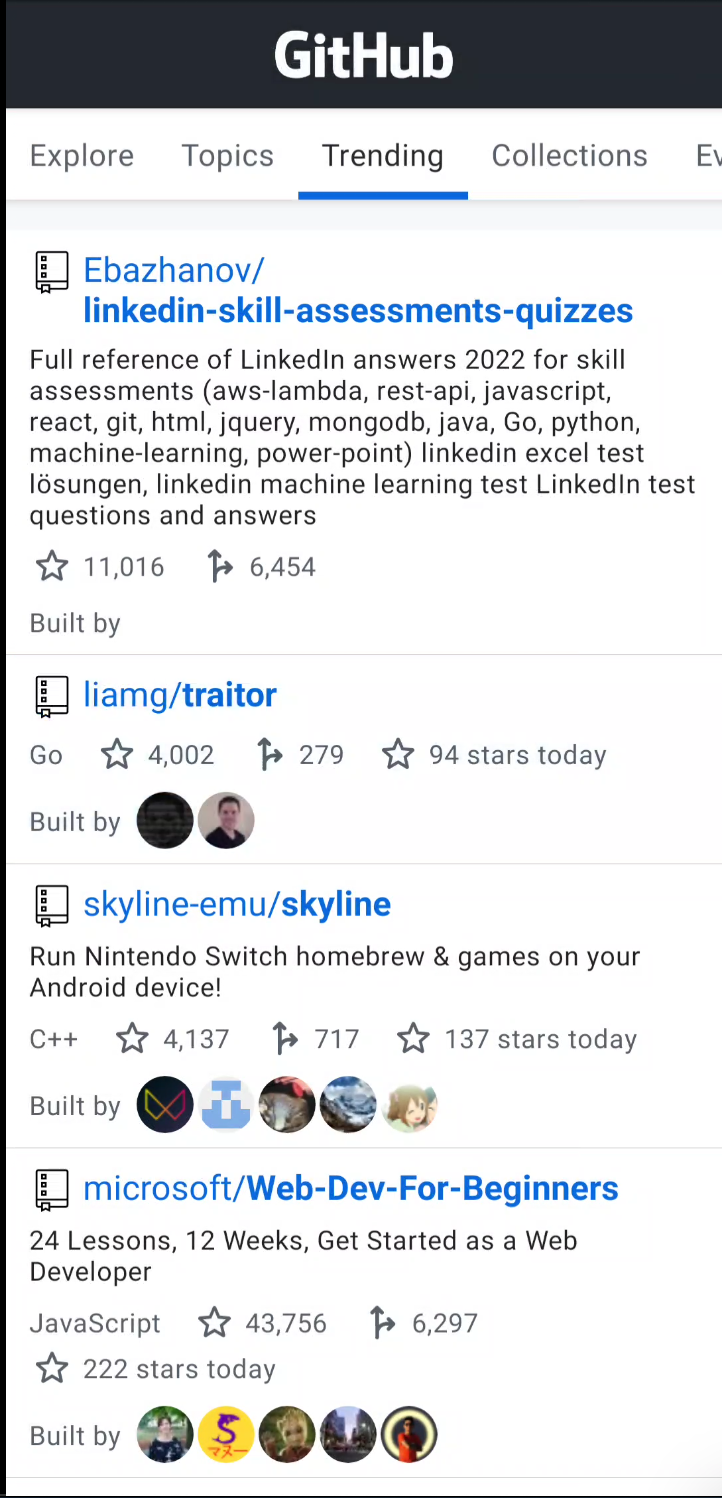 GitHub
Explore Topics Trending Collections Ev
Ebazhanov/
linkedin-skill-assessments-quizzes
Full reference of LinkedIn answers 2022 for skill
assessments (aws-lambda, rest-api, javascript,
react, git, html, jquery, mongodb, java, Go, python,
machine-learning, power-point) linkedin excel test
lösungen, linkedin machine learning test LinkedIn test
questions and answers
11,016 6,454
Built by
liamg/traitor
Go 4,002 279 94 stars today
Built by
skyline-emu/skyline
Run Nintendo Switch homebrew & games on your
Android device!
C++ 4,137 717 137 stars today
Built by
microsoft/Web-Dev-For-Beginners
24 Lessons, 12 Weeks, Get Started as a Web
Developer
JavaScript 43,756 6,297
222 stars today
Built by
S
マヌー